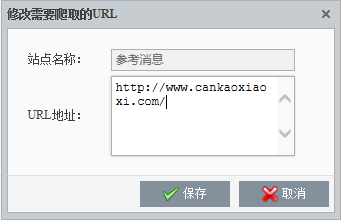 修改需要爬取的URL
站点名称：
参考消息
URL地址：
http://www.cankaoxiao
xi.com/
保存
取消